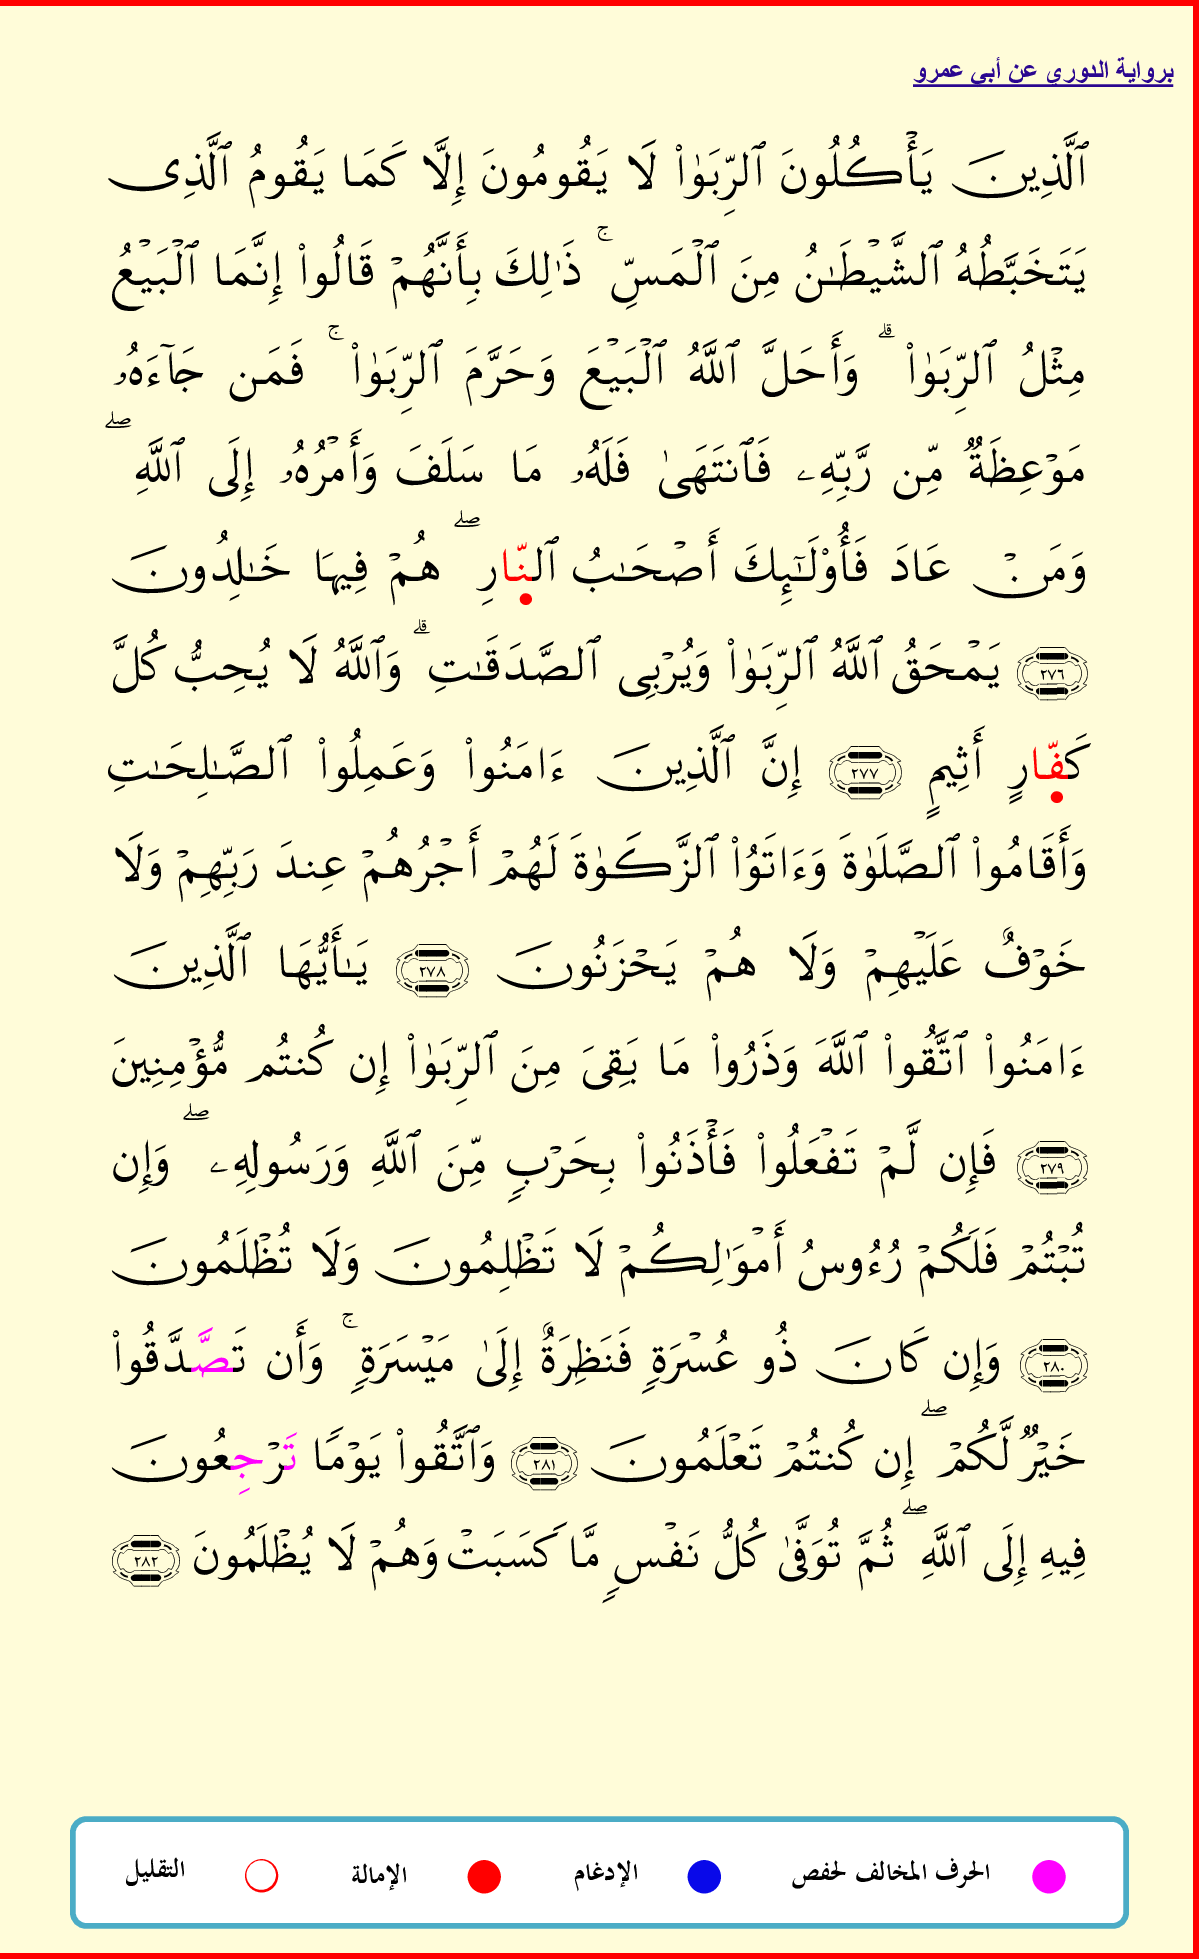 برواية الدوري عن أبي عمرو
ٱلَّذِينَ يَأْكُلُونَ ٱلرِّبَوٰا۟ لَا يَقُومُونَ إِلَّا كَمَا يَقُومُ ٱلَّذِى
يَتَخَبَّطُهُ ٱلشَّيْطَـٰنُ مِنَ ٱلْمَسِّ ۚ ذَٰلِكَ بِأَنَّهُمْ قَالُوا۟ إِنَّمَا ٱلْبَيْعُ
مِثْلُ ٱلرِّبَوٰا۟ ۗ وَأَحَلَّ ٱللَّهُ ٱلْبَيْعَ وَحَرَّمَ ٱلرِّبَوٰا۟ ۚ فَمَن جَآءَهُۥ
مَوْعِظَةٌ مِّن رَّبِّهِۦ فَٱنتَهَىٰ فَلَهُۥ مَا سَلَفَ وَأَمْرُهُۥ إِلَى ٱللَّهِ ۖ
وَمَنْ عَادَ فَأُو۟لَـٰٓئِكَ أَصْحَـٰبُ ٱلنّارِ ۖ هُمْ فِيهَا خَـٰلِدُونَ
٢٧٦ يَمْحَقُ ٱللَّهُ ٱلرِّبَوٰا۟ وَيُرْبِى ٱلصَّدَقَـٰتِ ۗ وَٱللَّهُ لَا يُحِبُّ كُلَّ
كَفّارٍ أَثِيمٍ ٢٧٧ إِنَّ ٱلَّذِينَ ءَامَنُوا۟ وَعَمِلُوا۟ ٱلصَّـٰلِحَـٰتِ
وَأَقَامُوا۟ ٱلصَّلَوٰةَ وَءَاتَوُا۟ ٱلزَّكَوٰةَ لَهُمْ أَجْرُهُمْ عِندَ رَبِّهِمْ وَلَا
خَوْفٌ عَلَيْهِمْ وَلَا هُمْ يَحْزَنُونَ ٢٧٨ يَـٰأَيُّهَا ٱلَّذِينَ
ءَامَنُوا۟ ٱتَّقُوا۟ ٱللَّهَ وَذَرُوا۟ مَا بَقِىَ مِنَ ٱلرِّبَوٰا۟ إِن كُنتُم مُّؤْمِنِينَ
٢٧٩ فَإِن لَّمْ تَفْعَلُوا۟ فَأْذَنُوا۟ بِحَرْبٍ مِّنَ ٱللَّهِ وَرَسُولِهِۦ ۖ وَإِن
تُبْتُمْ فَلَكُمْ رُءُوسُ أَمْوَٰلِكُمْ لَا تَظْلِمُونَ وَلَا تُظْلَمُونَ
٢٨٠ وَإِن كَانَ ذُو عُسْرَةٍ فَنَظِرَةٌ إِلَىٰ مَيْسَرَةٍ ۚ وَأَن تَصَّدَّقُوا۟
خَيْرٌ لَّكُمْ ۖ إِن كُنتُمْ تَعْلَمُونَ ٢٨١ وَٱتَّقُوا۟ يَوْمًا تَرْجِعُونَ
فِيهِ إِلَى ٱللَّهِ ۖ ثُمَّ تُوَفَّىٰ كُلُّ نَفْسٍ مَّا كَسَبَتْ وَهُمْ لَا يُظْلَمُونَ ٢٨٢
الحرف المخالف لحفص الإدغام الإمالة التقليل